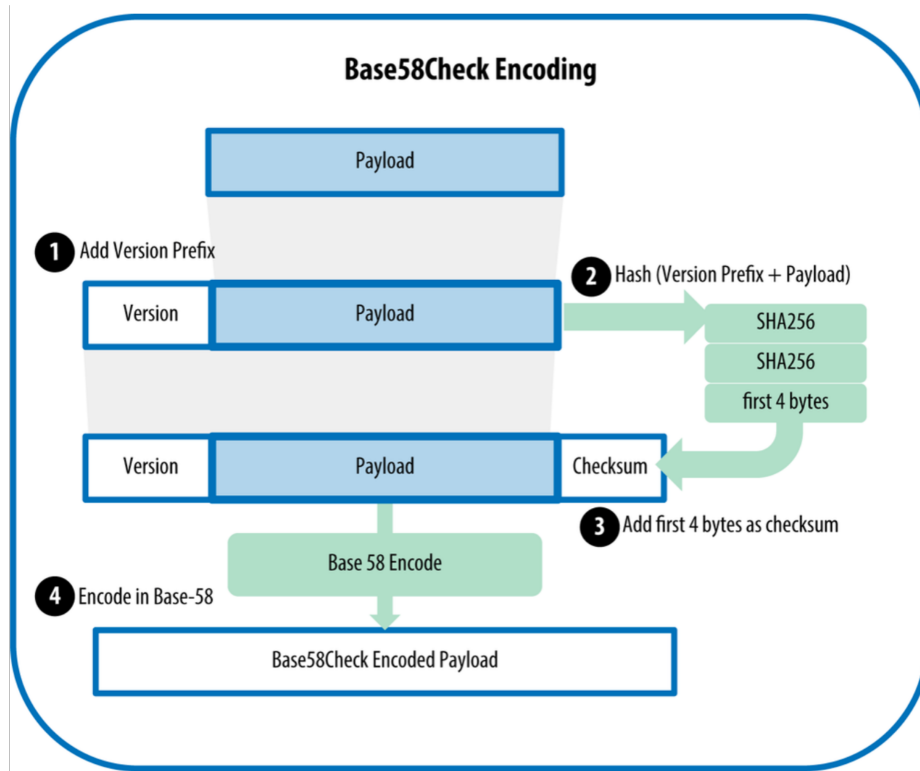 Base58Check Encoding
Payload
1 Add Version Prefix
2 Hash (Version Prefix + Payload)
Version
Payload
SHA256
SHA256
first 4 bytes
Version
Payload
Checksum
3 Add first 4 bytes as checksum
Base 58 Encode
4 Encode in Base-58
Base58Check Encoded Payload